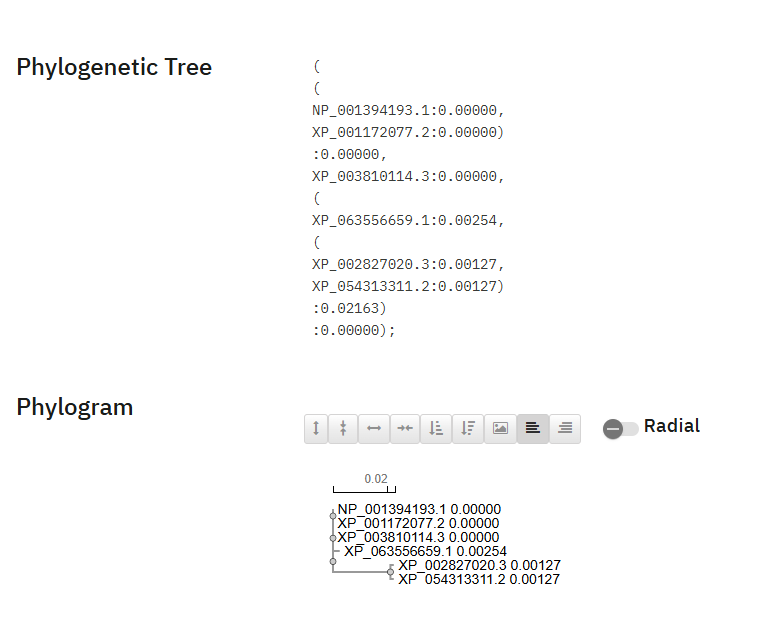 Phylogenetic Tree
(
(
NP_001394193.1:0.00000,
XP_001172077.2:0.00000)
:0.00000,
XP_003810114.3:0.00000,
(
XP_063556659.1:0.00254,
(
XP_002827020.3:0.00127,
XP_054313311.2:0.00127)
:0.02163)
:0.00000);
Phylogram
Radial
0.02
NP_001394193.1 0.00000
XP_001172077.2 0.00000
XP_003810114.3 0.00000
XP_063556659.1 0.00254
XP_002827020.3 0.00127
XP_054313311.2 0.00127